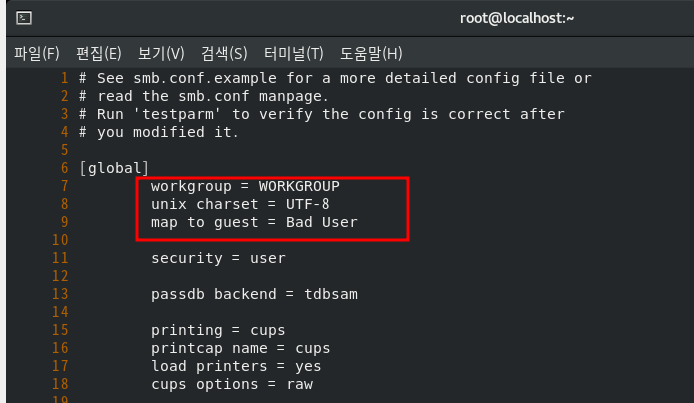 root@localhost:~
파일(F) 편집(E) 보기(V) 검색(S) 터미널(T) 도움말(H)
1 # See smb.conf.example for a more detailed config file or
2 # read the smb.conf manpage.
3 # Run 'testparm' to verify the config is correct after
4 # you modified it.
5
6 [global]
7 workgroup = WORKGROUP
8 unix charset = UTF-8
9 map to guest = Bad User
10
11 security = user
12
13 passdb backend = tdbsam
14
15 printing = cups
16 printcap name = cups
17 load printers = yes
18 cups options = raw
19